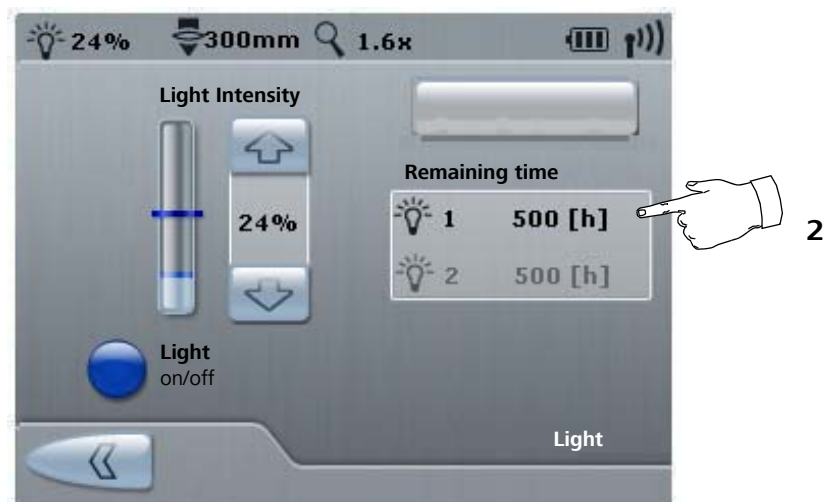 24% 300mm 1.6x
Light Intensity
Remaining time
1 500 [h]
24%
2 500 [h]
2
Light
on/off
Light